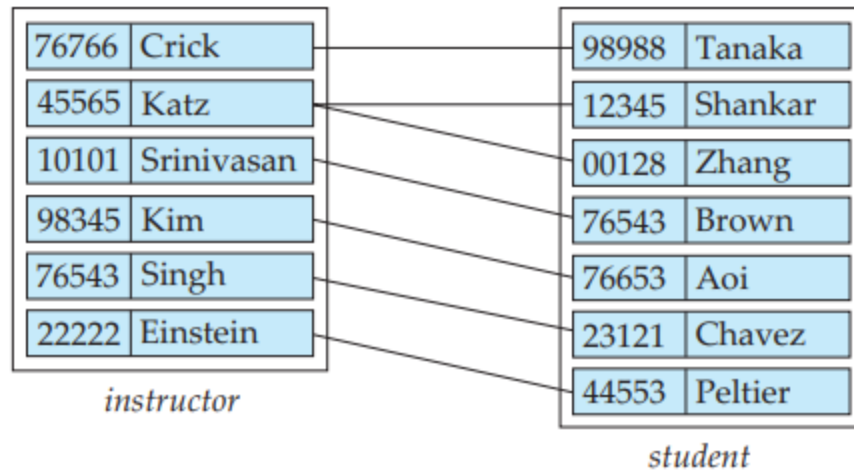 76766 Crick
45565 Katz
10101 Srinivasan
98345 Kim
76543 Singh
22222 Einstein
instructor
98988 Tanaka
12345 Shankar
00128 Zhang
76543 Brown
76653 Aoi
23121 Chavez
44553 Peltier
student